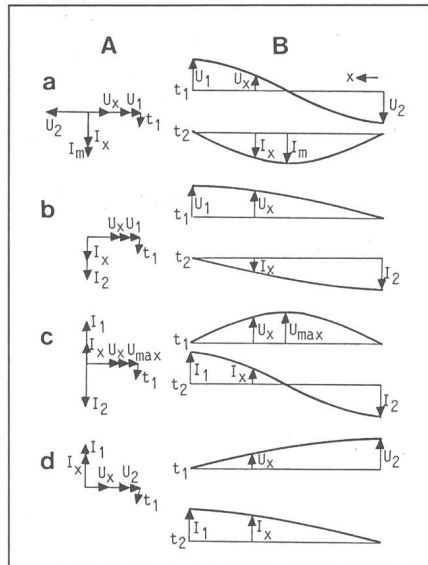 A B
a
U₂ Uₓ U₁ t₁
Iₘ Iₓ
t₁ U₁ Uₓ x U₂
t₂ Iₓ Iₘ
b
Uₓ U₁ t₁
Iₓ
I₂
t₁ U₁ Uₓ
t₂ Iₓ I₂
c
I₁
Iₓ Uₓ Umax t₁
I₂
t₁ Uₓ Umax
t₂ I₁ Iₓ I₂
d
I₁
Iₓ
Uₓ U₂ t₁
t₁ Uₓ U₂
t₂ I₁ Iₓ